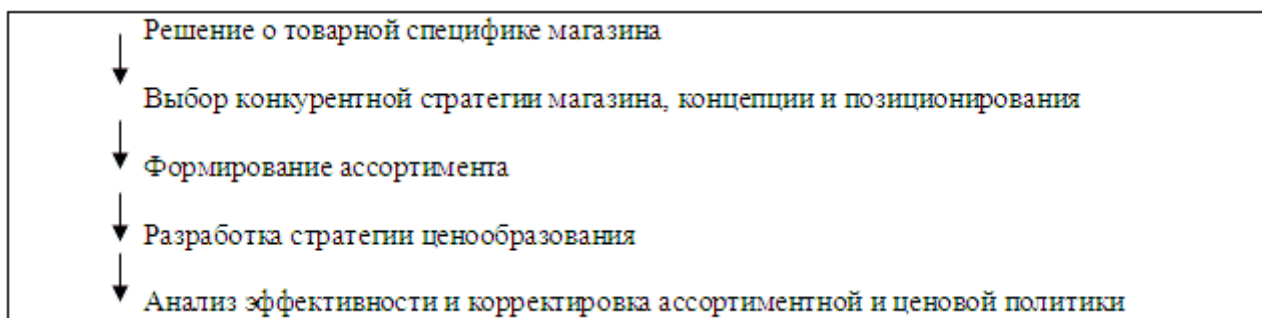 Решение о товарной специфике магазина
Выбор конкурентной стратегии магазина, концепции и позиционирования
Формирование ассортимента
Разработка стратегии ценообразования
Анализ эффективности и корректировка ассортиментной и ценовой политики